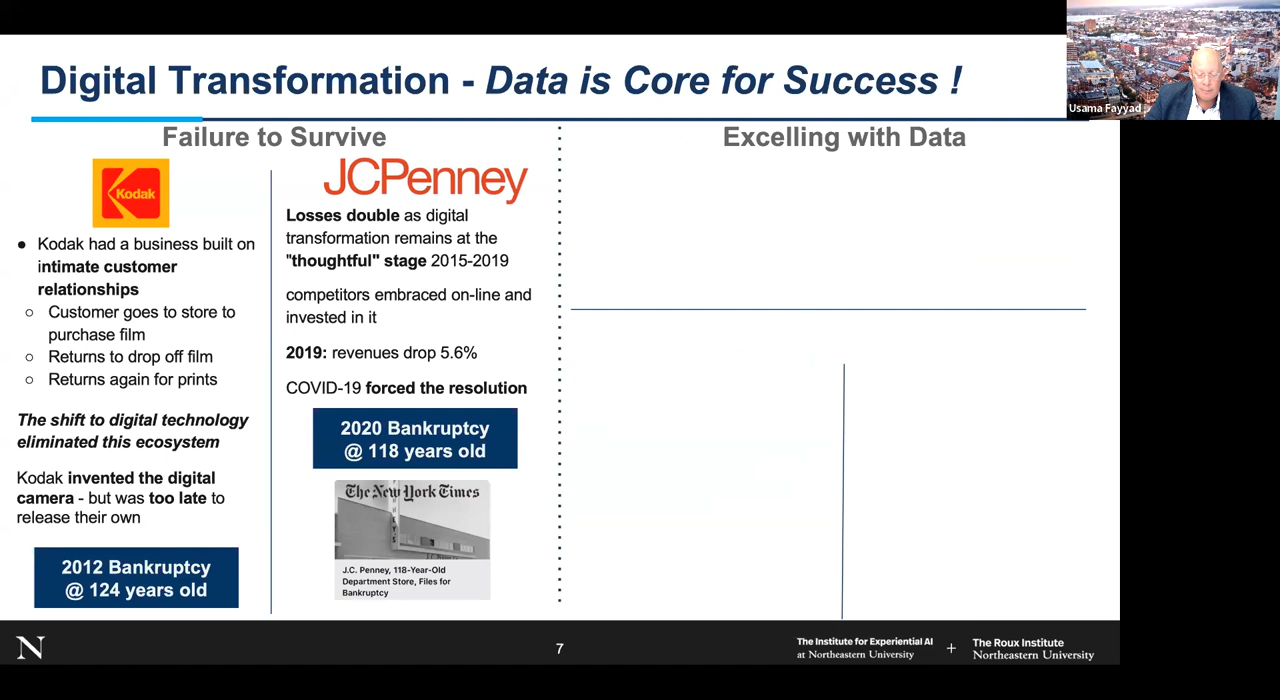 Digital Transformation - Data is Core for Success !
Usama Fayyad
Failure to Survive
Kodak
● Kodak had a business built on
intimate customer
relationships
○ Customer goes to store to
purchase film
○ Returns to drop off film
○ Returns again for prints
The shift to digital technology
eliminated this ecosystem
Kodak invented the digital
camera - but was too late to
release their own
2012 Bankruptcy
@ 124 years old
JCPenney
Losses double as digital
transformation remains at the
"thoughtful" stage 2015-2019
competitors embraced on-line and
invested in it
2019: revenues drop 5.6%
COVID-19 forced the resolution
2020 Bankruptcy
@ 118 years old
The New York Times
J.C. Penney, 118-Year-Old
Department Store, Files for
Bankruptcy
Excelling with Data
N
7
The Institute for Experiential AI
at Northeastern University
+
The Roux Institute
Northeastern University